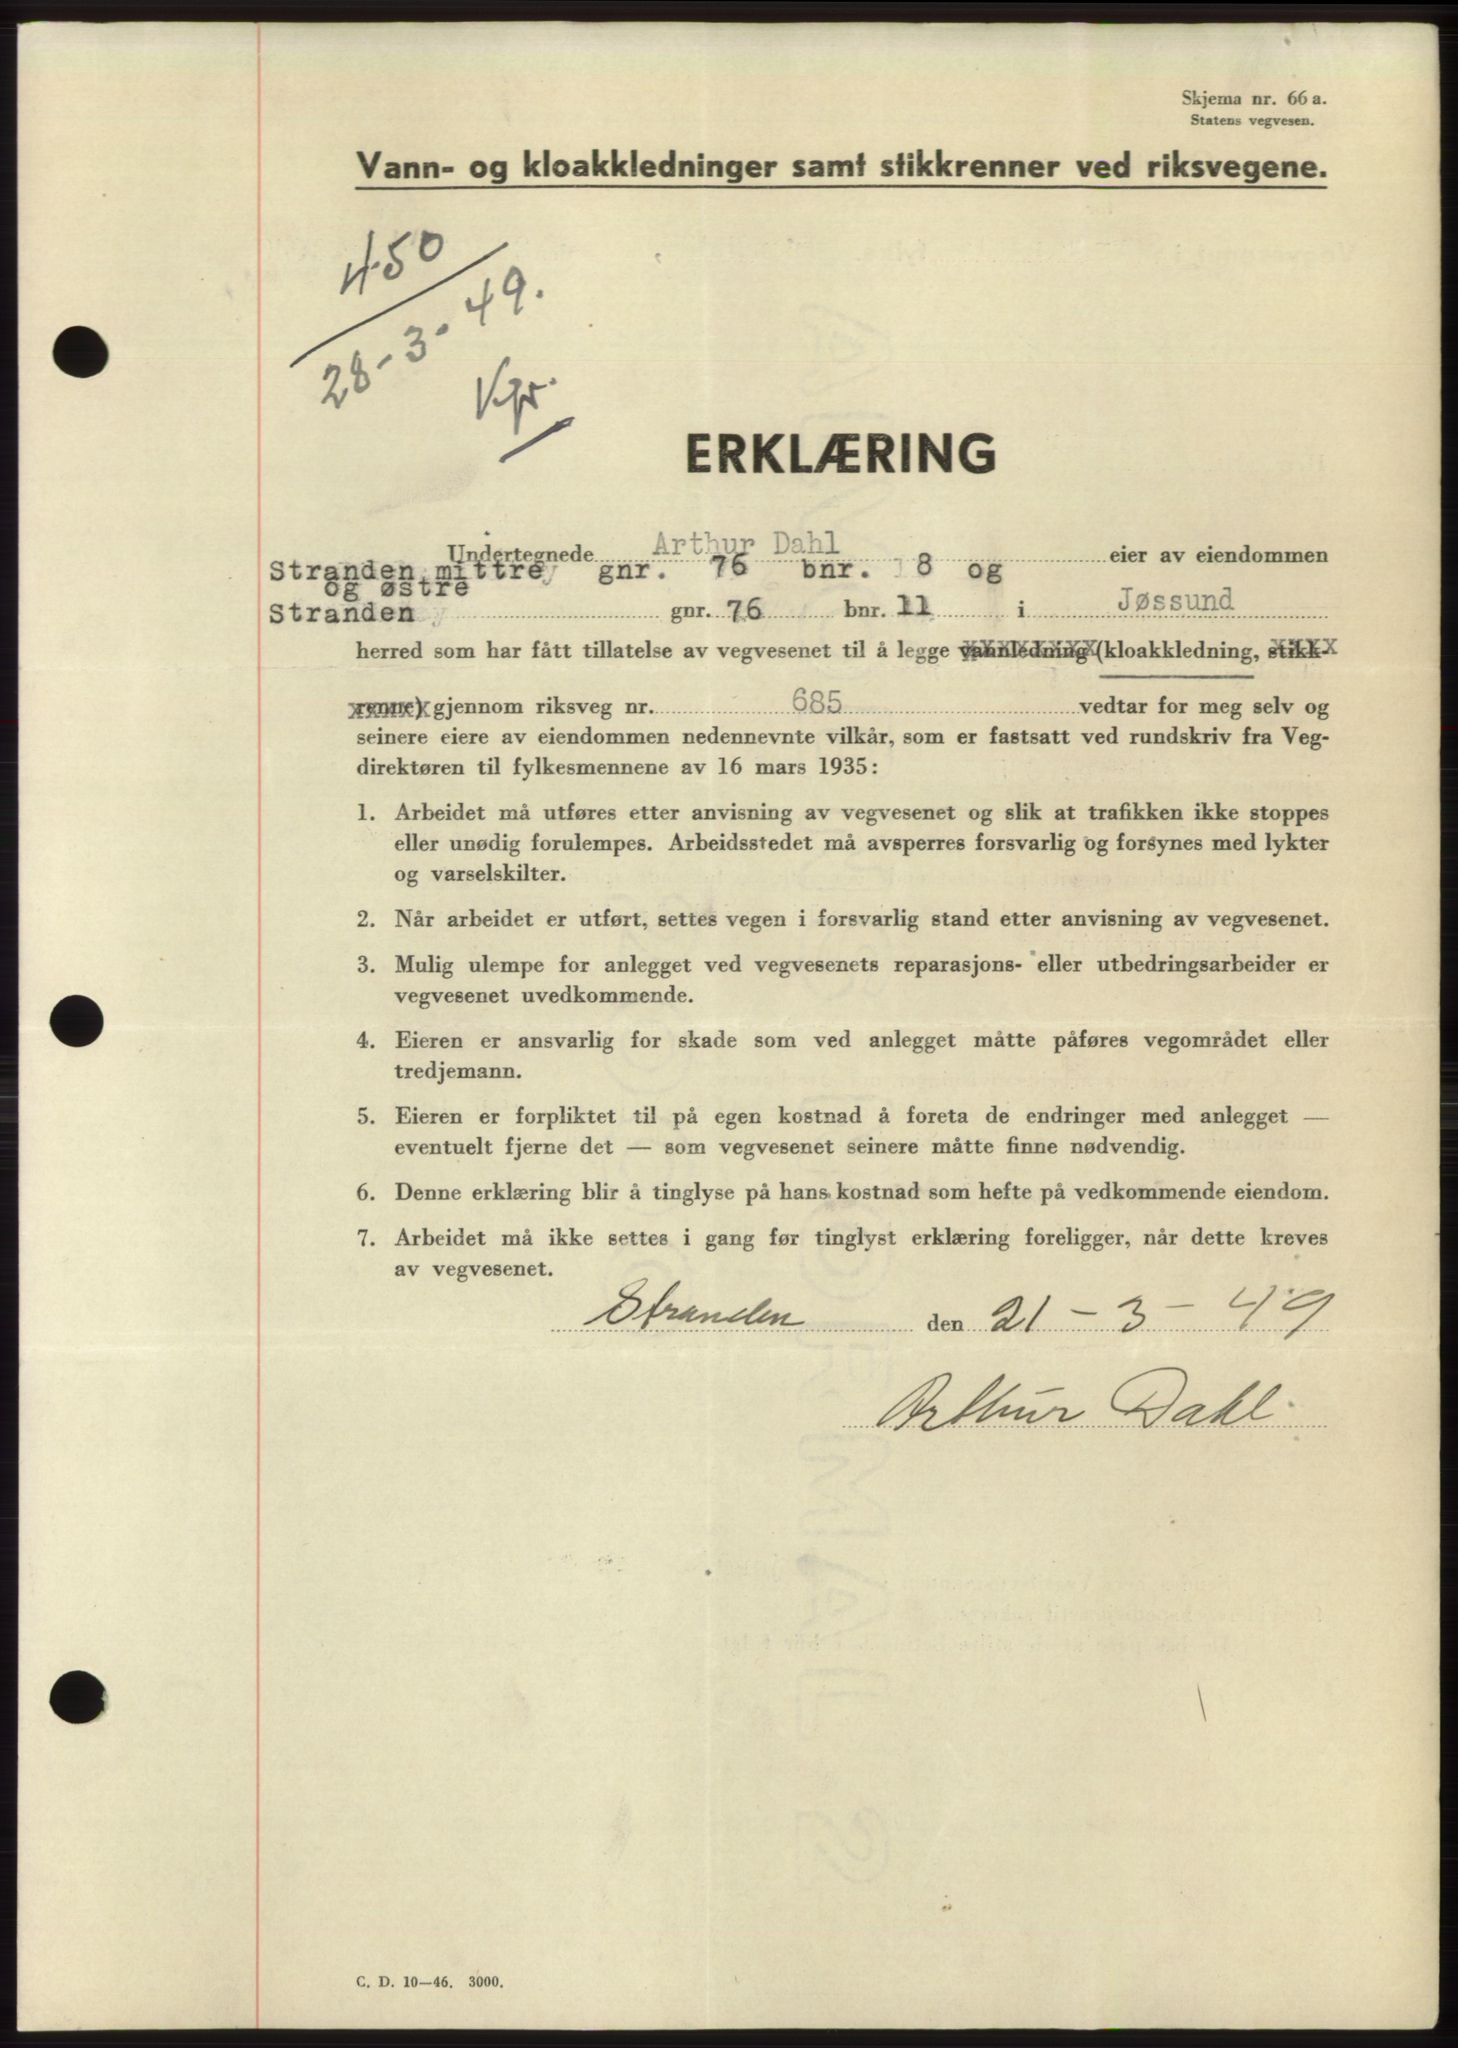 Skjema nr. 66 a.
Statens vegvesen.
Vann- og kloakkledninger samt stikkrenner ved riksvegene.
450
28-3-49.
ERKLÆRING
Undertegnede Arthur Dahl eier av eiendommen
Stranden, mittre gnr. 76 bnr. 8 og
og østre
Stranden gnr. 76 bnr. 11 i Jøssund
herred som har fått tillatelse av vegvesenet til å legge vannledning (kloakkledning, stikk-
renne) gjennom riksveg nr. 685 vedtar for meg selv og
seinere eiere av eiendommen nedennevnte vilkår, som er fastsatt ved rundskriv fra Veg-
direktøren til fylkesmennene av 16 mars 1935:
1. Arbeidet må utføres etter anvisning av vegvesenet og slik at trafikken ikke stoppes
eller unødig forulempes. Arbeidsstedet må avsperres forsvarlig og forsynes med lykter
og varselskilter.
2. Når arbeidet er utført, settes vegen i forsvarlig stand etter anvisning av vegvesenet.
3. Mulig ulempe for anlegget ved vegvesenets reparasjons- eller utbedringsarbeider er
vegvesenet uvedkommende.
4. Eieren er ansvarlig for skade som ved anlegget måtte påføres vegområdet eller
tredjemann.
5. Eieren er forpliktet til på egen kostnad å foreta de endringer med anlegget —
eventuelt fjerne det — som vegvesenet seinere måtte finne nødvendig.
6. Denne erklæring blir å tinglyse på hans kostnad som hefte på vedkommende eiendom.
7. Arbeidet må ikke settes i gang før tinglyst erklæring foreligger, når dette kreves
av vegvesenet.
Stranden den 21-3-49
Arthur Dahl
C. D. 10—46. 3000.